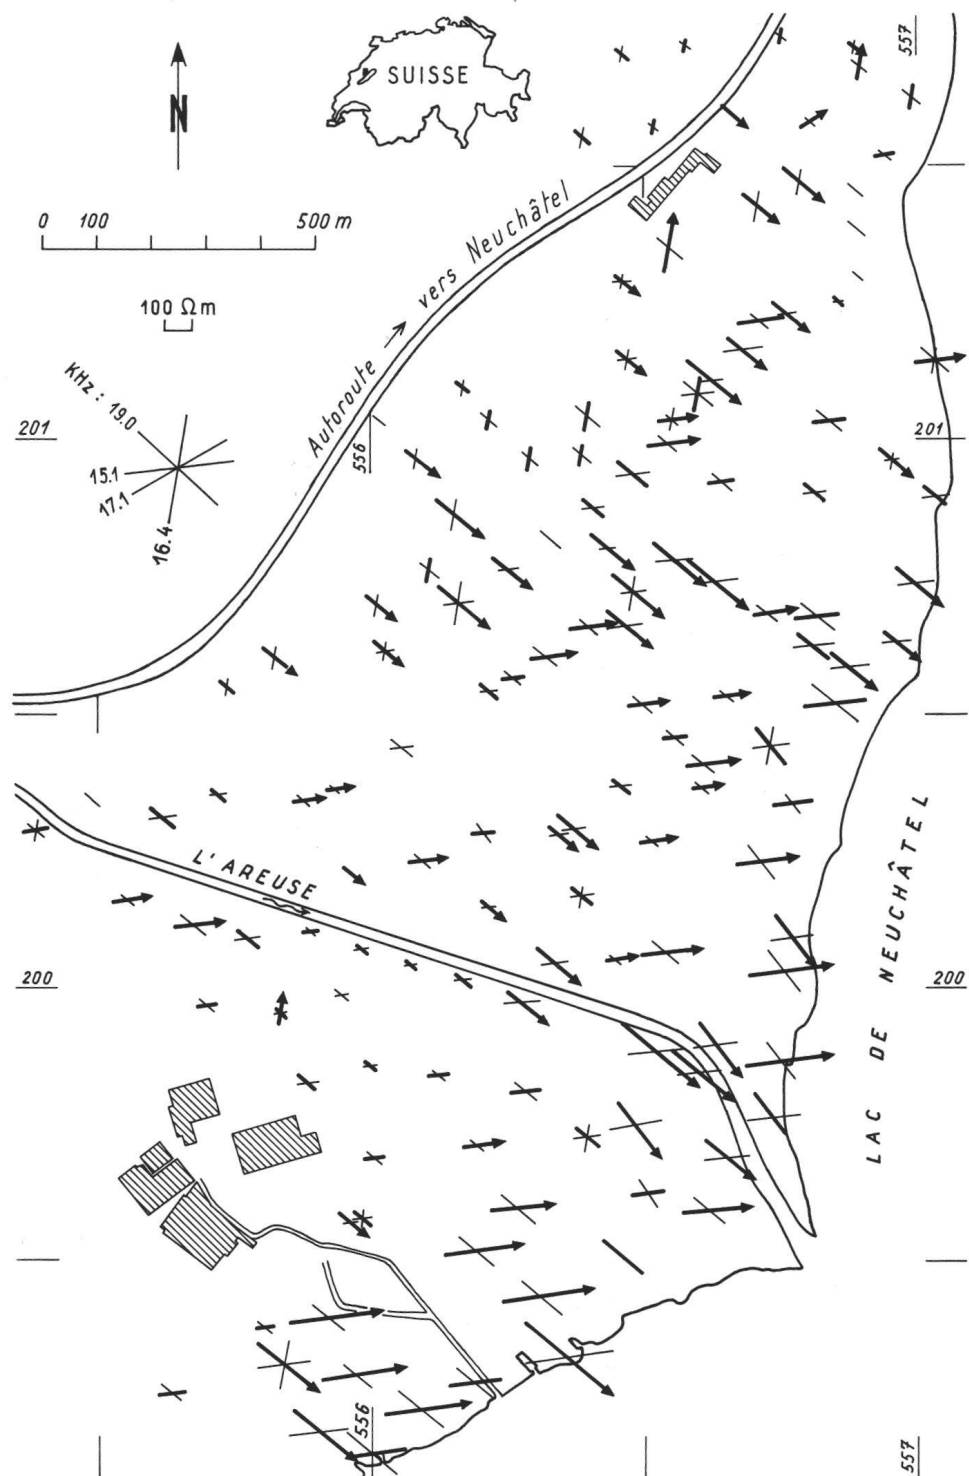 557
SUISSE
N
0 100 500 m
100 Ω m
Autoroute → vers Neuchâtel
KHz : 19.0
15.1
17.1
16.4
201
201
556
L'AREUSE
LAC DE NEUCHÂTEL
200
200
556
557